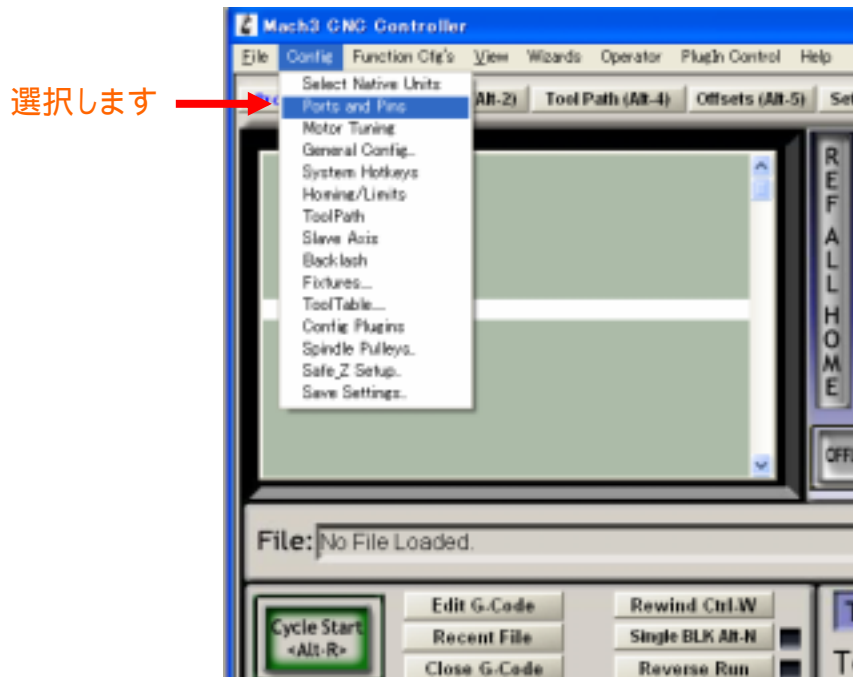 Mach3 CNC Controller
File Config Function Cfg's View Wizards Operator PlugIn Control Help
選択します
Alt-2) Tool Path (Alt-4) Offsets (Alt-5)
Select Native Units
Ports and Pins
Motor Tuning
General Config..
System Hotkeys
Homing/Limits
ToolPath
Slave Axis
Backlash
Fixtures...
ToolTable....
Config Plugins
Spindle Pulleys..
Safe_Z Setup..
Save Settings..
REF ALL HOME
File: No File Loaded.
Cycle Start
<Alt-R>
Edit G-Code
Recent File
Close G-Code
Rewind Ctrl-W
Single BLK Alt-N
Reverse Run